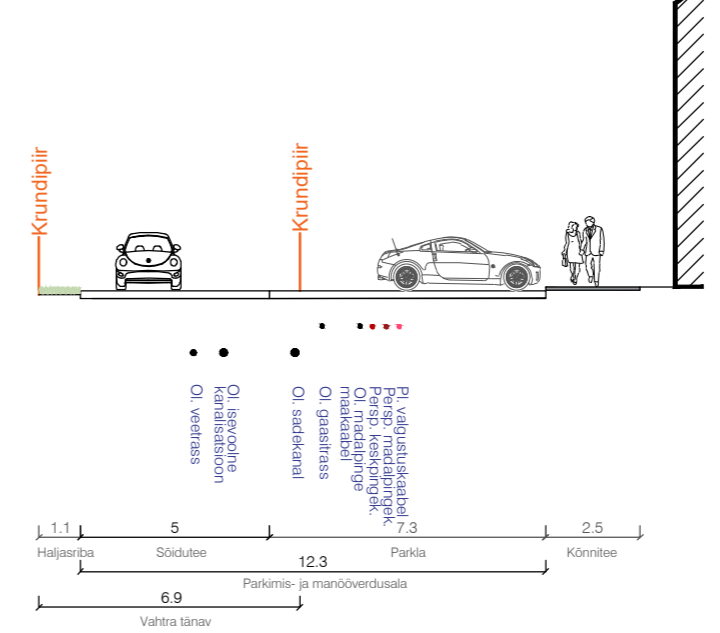 Krundipiir
Krundipiir
Ol. veetrass
Ol. isevoolne
kanalisatsioon
Ol. sadekanal
Ol. gaasitrass
Ol. madalpinge
maakaabel
Persp. keskpingek.
Persp. madalpingek.
Pl. valgustuskaabel
1.1
5
7.3
2.5
Haljasriba
Sõidutee
Parkla
Kõnnitee
12.3
Parkimis- ja manööverdusala
6.9
Vahtra tänav